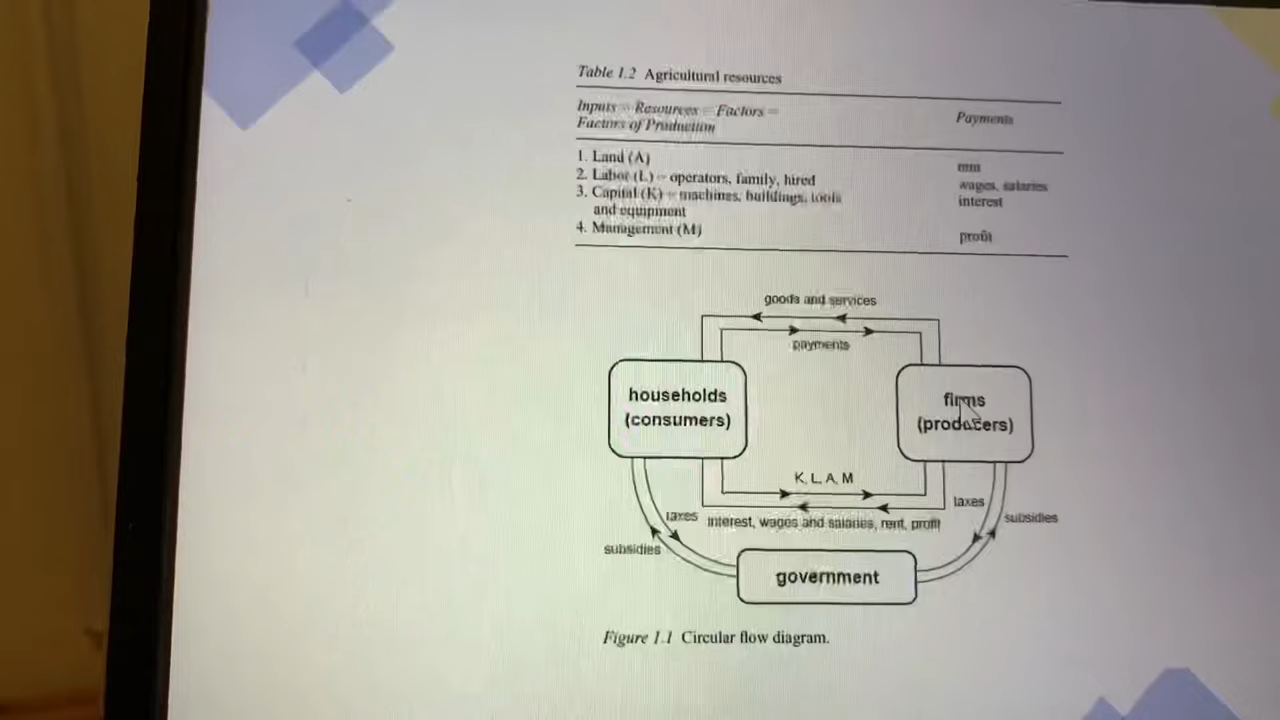 Table 1.2 Agricultural resources
Inputs = Resources = Factors =
Factors of Production
Payments
1. Land (A)
rent
2. Labor (L) – operators, family, hired
wages, salaries
3. Capital (K) – machines, buildings, tools
and equipment
interest
4. Management (M)
profit
goods and services
payments
households
(consumers)
firms
(producers)
K, L, A, M
interest, wages and salaries, rent, profit
taxes
taxes
subsidies
subsidies
government
Figure 1.1 Circular flow diagram.